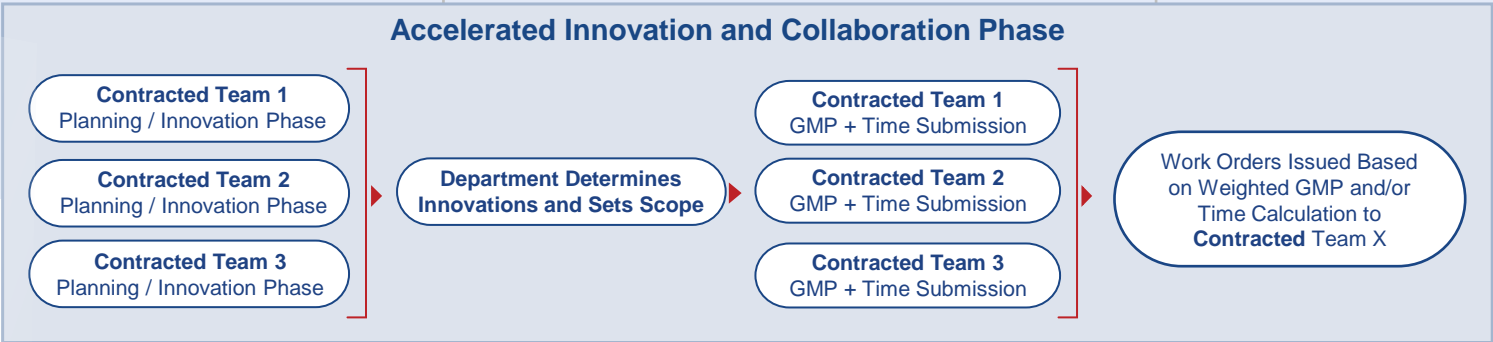 Accelerated Innovation and Collaboration Phase
Contracted Team 1
Planning / Innovation Phase
Contracted Team 2
Planning / Innovation Phase
Contracted Team 3
Planning / Innovation Phase
Department Determines
Innovations and Sets Scope
Contracted Team 1
GMP + Time Submission
Contracted Team 2
GMP + Time Submission
Contracted Team 3
GMP + Time Submission
Work Orders Issued Based
on Weighted GMP and/or
Time Calculation to
Contracted Team X